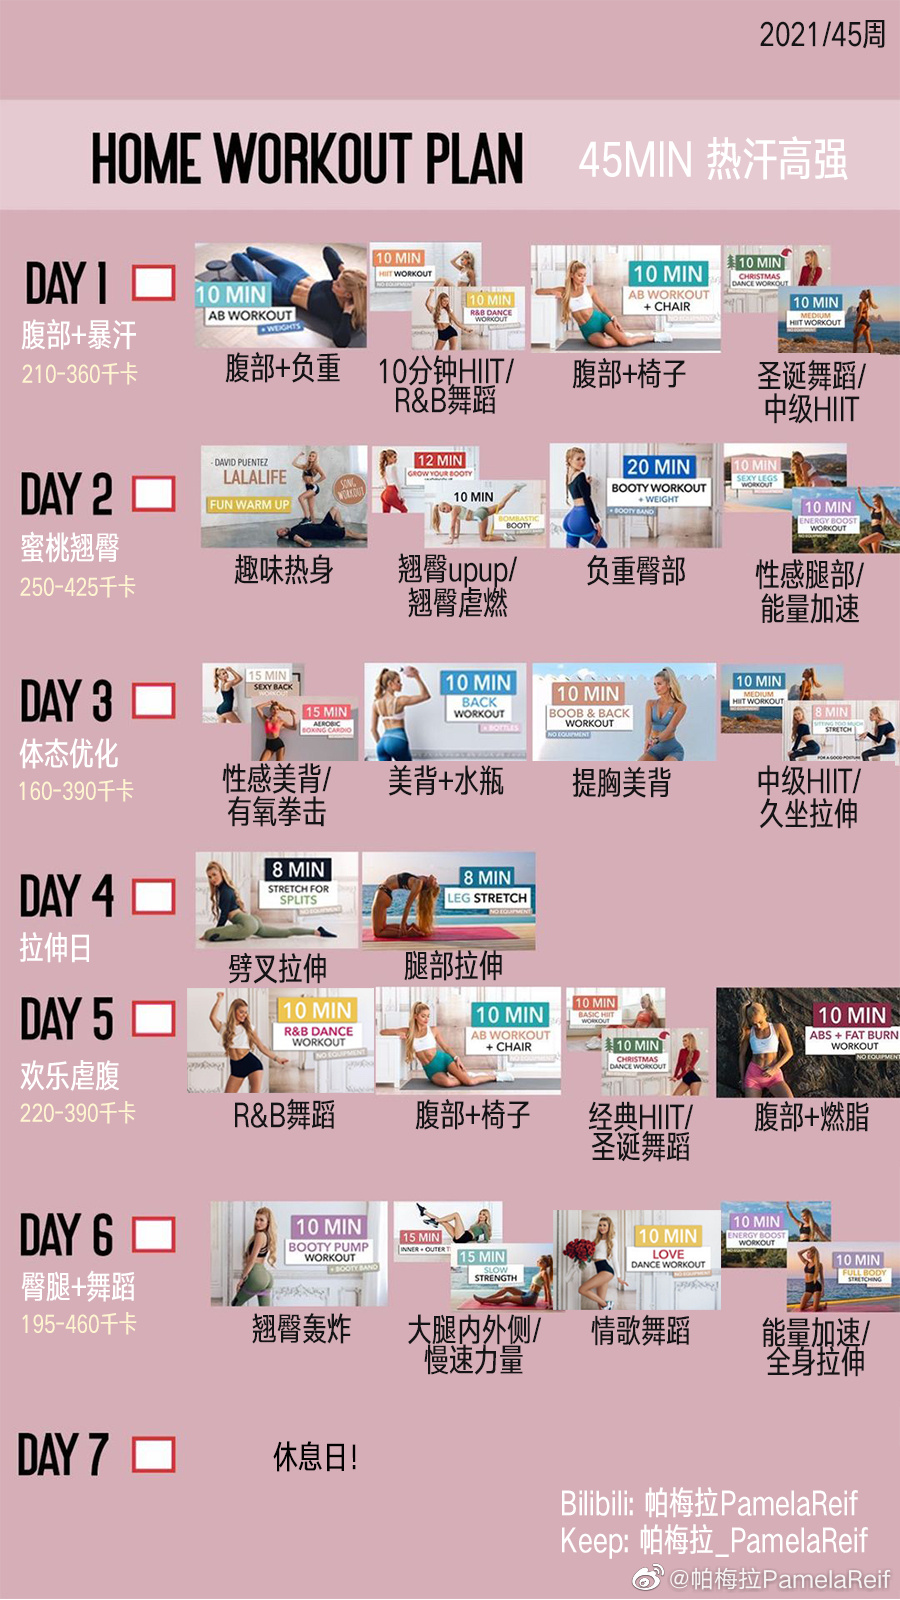 2021/45周
HOME WORKOUT PLAN
45MIN 热汗高强
DAY 1
腹部+暴汗
210-360千卡
10 MIN
AB WORKOUT
+ WEIGHTS
腹部+负重
10 MIN
HIIT WORKOUT
NO EQUIPMENT
10 MIN
R&B DANCE
WORKOUT
10分钟HIIT/
R&B舞蹈
10 MIN
AB WORKOUT
+ CHAIR
腹部+椅子
10 MIN
CHRISTMAS
DANCE WORKOUT
10 MIN
MEDIUM
HIIT WORKOUT
圣诞舞蹈/
中级HIIT
DAY 2
蜜桃翘臀
250-425千卡
- DAVID PUENTEZ
LALALIFE
FUN WARM UP
SONG
WORKOUT
趣味热身
12 MIN
GROW YOUR BOOTY
10 MIN
BOMBASTIC
BOOTY
翘臀upup/
翘臀虐燃
20 MIN
BOOTY WORKOUT
+ WEIGHT
+ BOOTY BAND
负重臀部
10 MIN
SEXY LEGS
WORKOUT
10 MIN
ENERGY BOOST
WORKOUT
性感腿部/
能量加速
DAY 3
体态优化
160-390千卡
15 MIN
SEXY BACK
15 MIN
AEROBIC
BOXING CARDIO
性感美背/
有氧拳击
10 MIN
BACK
WORKOUT
+ BOTTLES
美背+水瓶
10 MIN
BOOB & BACK
WORKOUT
NO EQUIPMENT
提胸美背
10 MIN
MEDIUM
HIIT WORKOUT
8 MIN
SITTING TOO MUCH
STRETCH
FOR A GOOD POSTURE
中级HIIT/
久坐拉伸
DAY 4
拉伸日
8 MIN
STRETCH FOR
SPLITS
NO EQUIPMENT
劈叉拉伸
8 MIN
LEG STRETCH
NO EQUIPMENT
腿部拉伸
DAY 5
欢乐虐腹
220-390千卡
10 MIN
R&B DANCE
WORKOUT
NO EQUIPMENT
R&B舞蹈
10 MIN
AB WORKOUT
+ CHAIR
腹部+椅子
10 MIN
BASIC HIIT
WORKOUT
10 MIN
CHRISTMAS
DANCE WORKOUT
经典HIIT/
圣诞舞蹈
10 MIN
ABS + FAT BURN
WORKOUT
NO EQUIPMENT
腹部+燃脂
DAY 6
臀腿+舞蹈
195-460千卡
10 MIN
BOOTY PUMP
WORKOUT
+ BOOTY BAND
翘臀轰炸
15 MIN
INNER + OUTER T
15 MIN
SLOW
STRENGTH
大腿内外侧/
慢速力量
10 MIN
LOVE
DANCE WORKOUT
情歌舞蹈
10 MIN
ENERGY BOOST
WORKOUT
10 MIN
FULL BODY
STRETCHING
能量加速/
全身拉伸
DAY 7
休息日!
Bilibili: 帕梅拉PamelaReif
Keep: 帕梅拉_PamelaReif
@帕梅拉PamelaReif